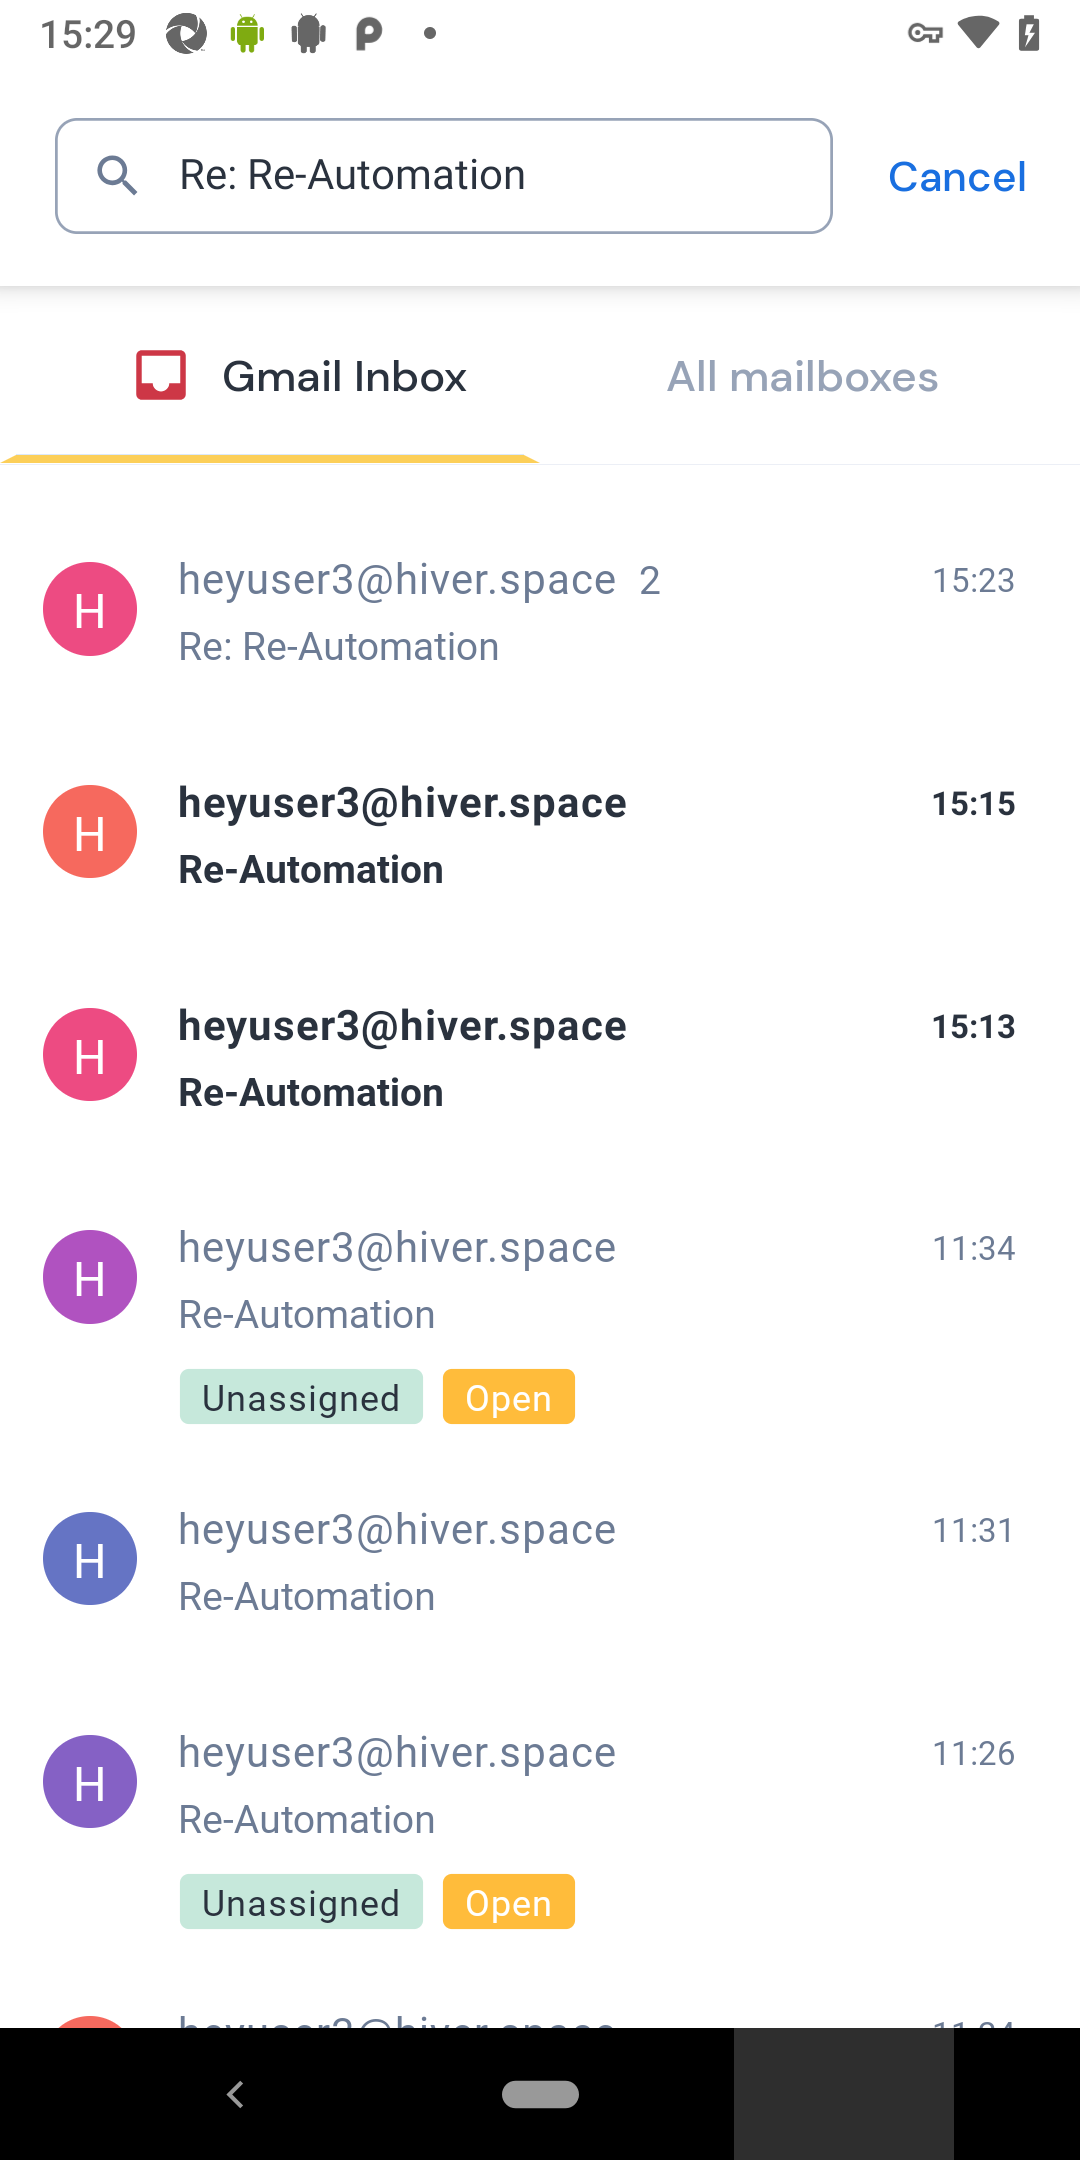 15:29
Re: Re-Automation
Cancel
Gmail Inbox
All mailboxes
H
heyuser3@hiver.space 2
15:23
Re: Re-Automation
H
heyuser3@hiver.space
15:15
Re-Automation
H
heyuser3@hiver.space
15:13
Re-Automation
H
heyuser3@hiver.space
11:34
Re-Automation
Unassigned
Open
H
heyuser3@hiver.space
11:31
Re-Automation
H
heyuser3@hiver.space
11:26
Re-Automation
Unassigned
Open
heyuser3@hiver.space